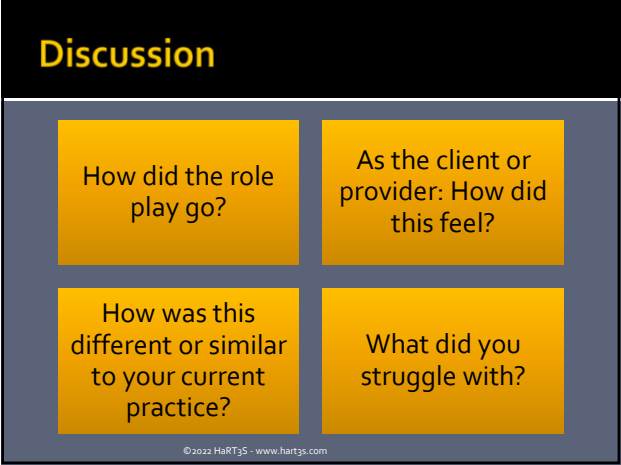 Discussion
How did the role
play go?
As the client or
provider: How did
this feel?
How was this
different or similar
to your current
practice?
What did you
struggle with?
©2022 HaRT3S - www.hart3s.com